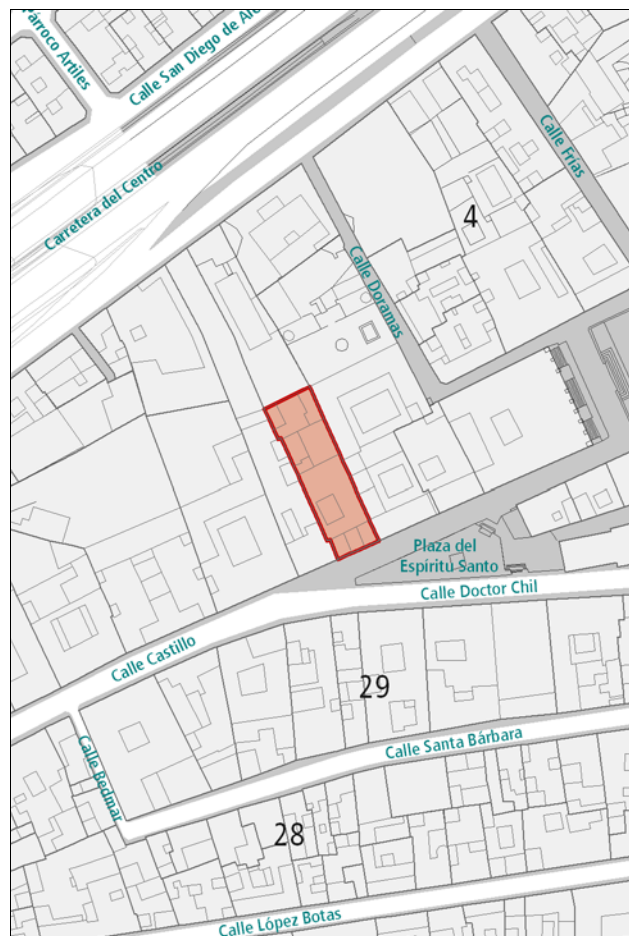 Párroco Artiles
Calle San Diego de Al
Carretera del Centro
Calle Frías
4
Calle Doramas
Plaza del
Espíritu Santo
Calle Doctor Chil
Calle Castillo
29
Calle Santa Bárbara
Calle Bedmar
28
Calle López Botas